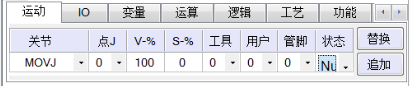 运动 IO 变量 运算 逻辑 工艺 功能
关节 点J V-% S-% 工具 用户 管脚 状态 替换
MOVJ 0 100 0 0 0 0 Nu 追加